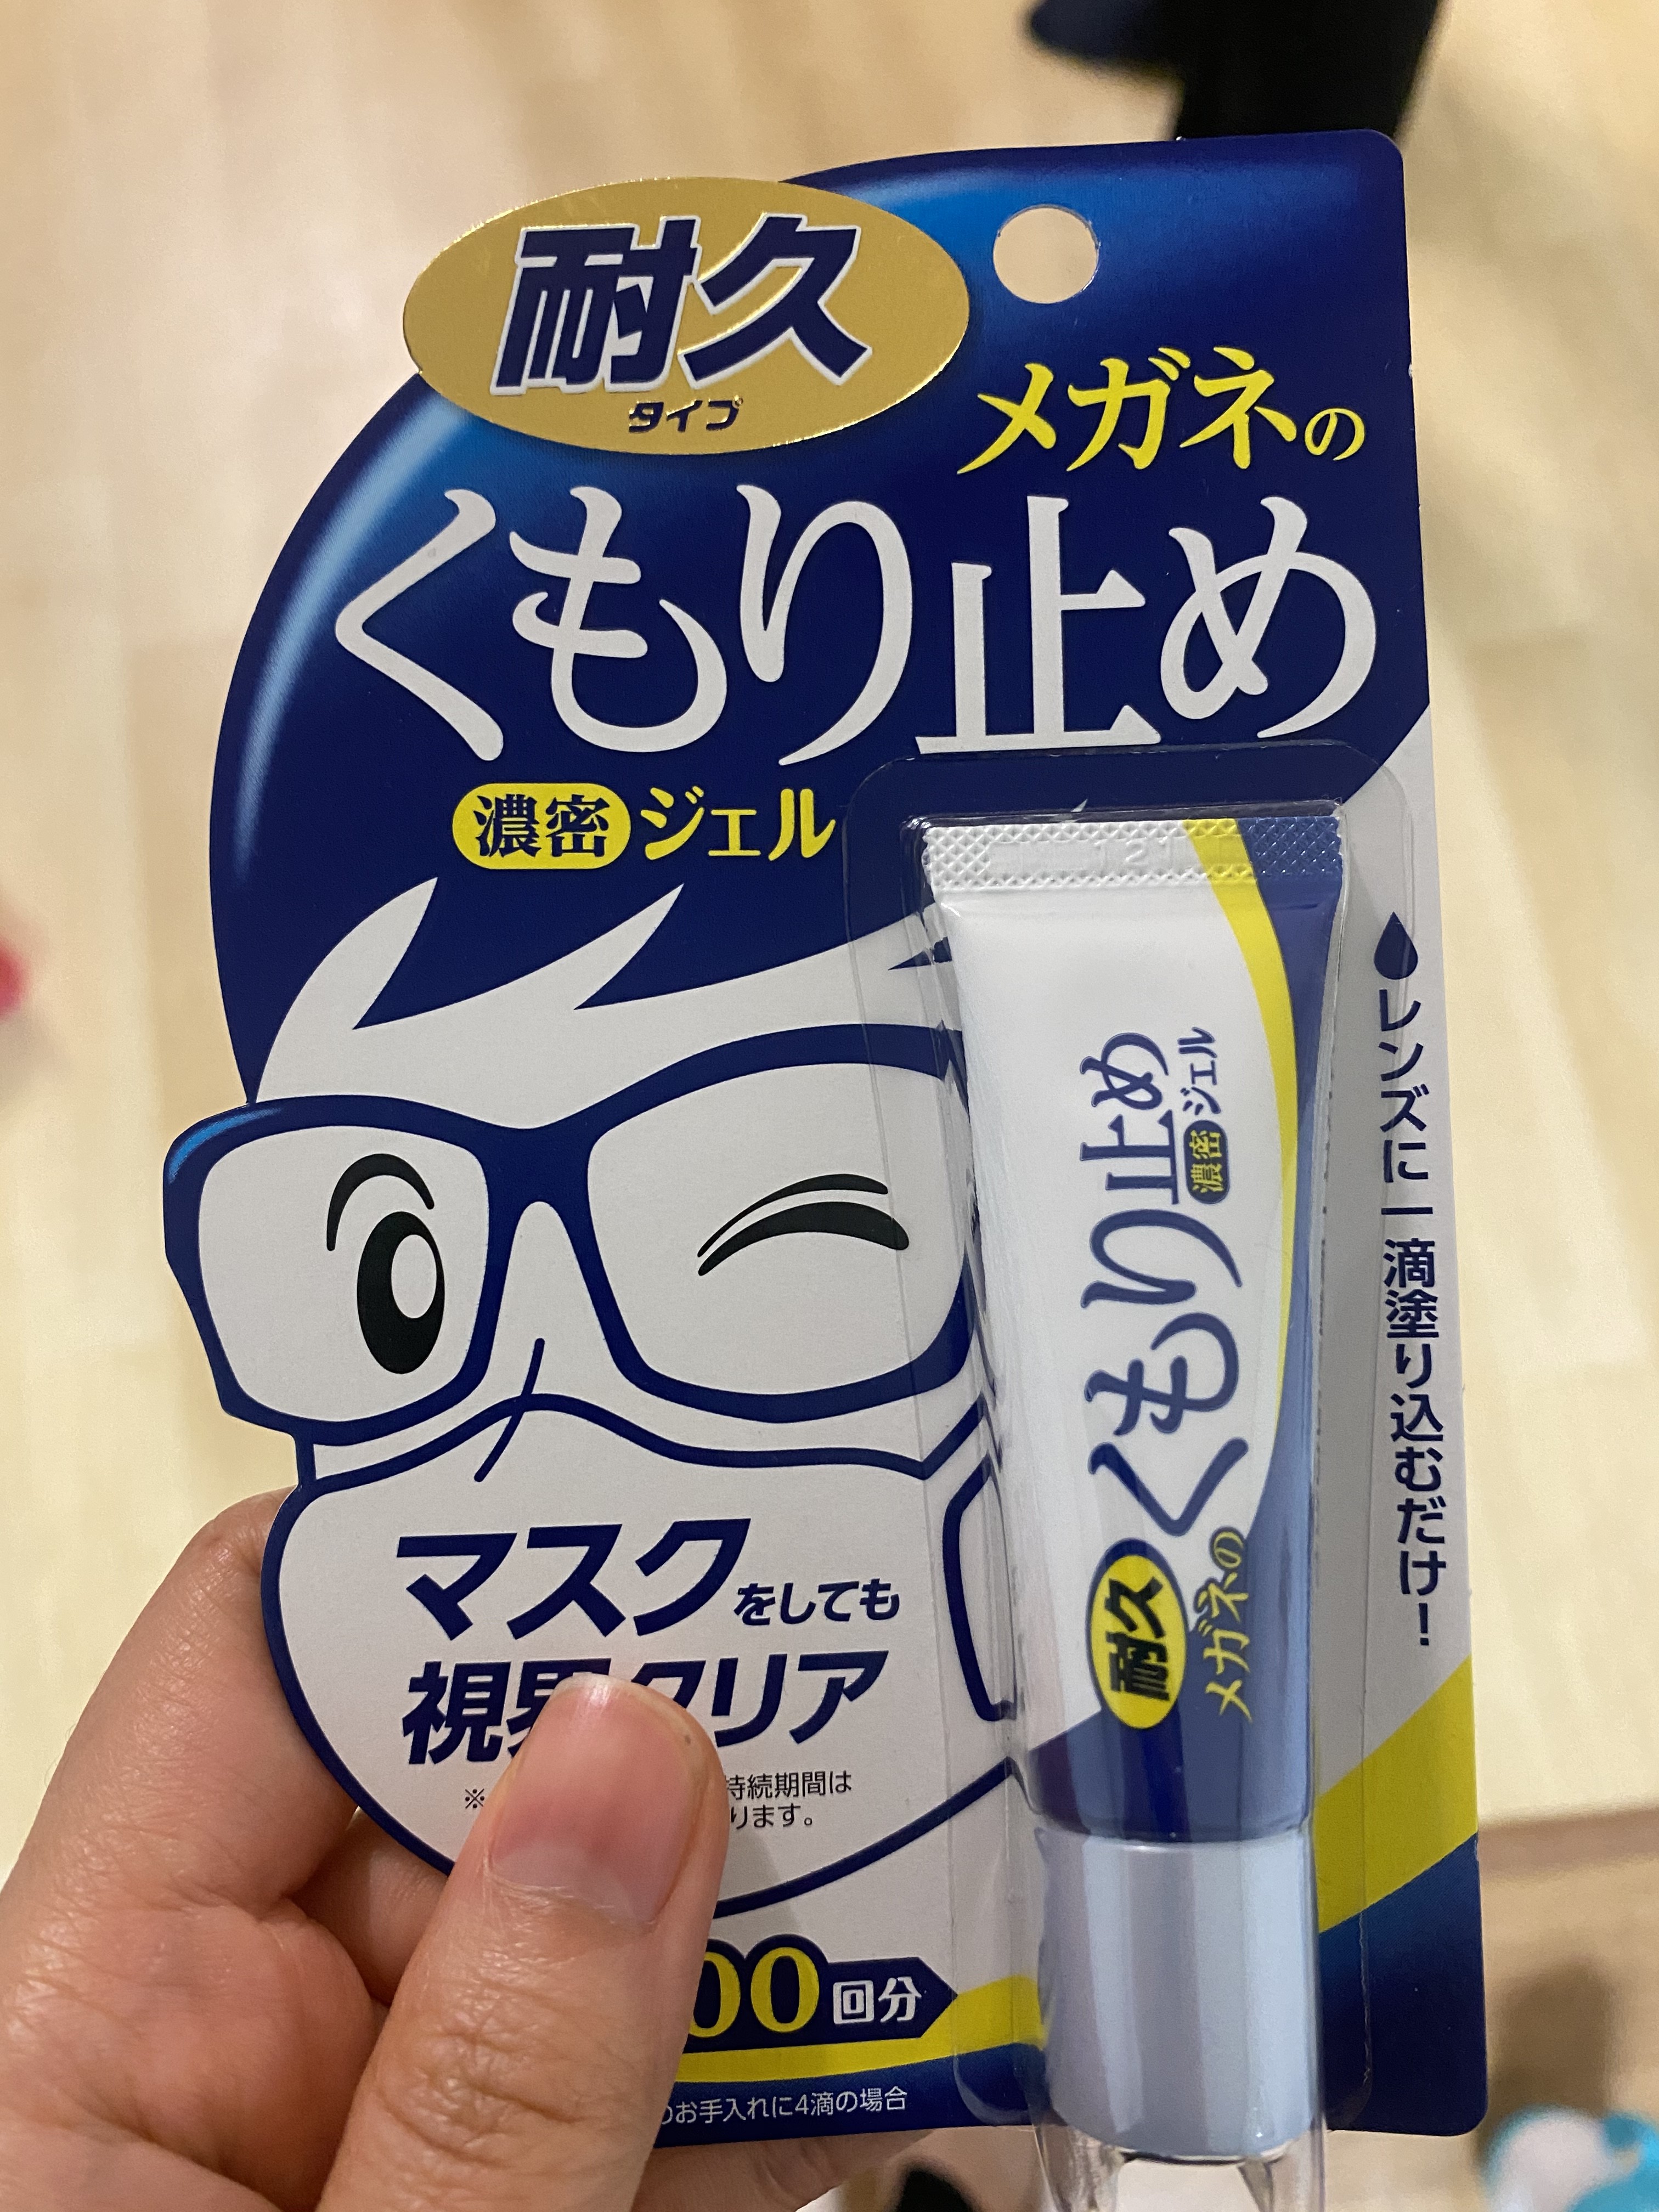 耐久
タイプ
メガネの
くもり止め
濃密ジェル
レンズに一滴塗り込むだけ！
121
耐久
メガネの
くもり止め
濃密ジェル
マスクをしても
視界クリア
※ 持続期間は
ります。
00回分
お手入れに4滴の場合